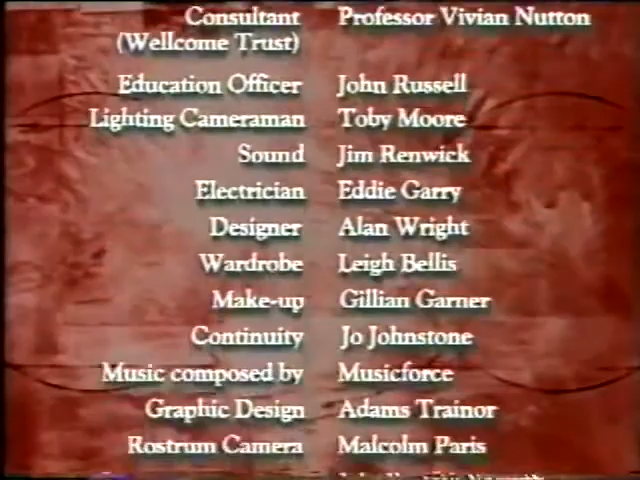 Consultant Professor Vivian Nutton
(Wellcome Trust)
Education Officer John Russell
Lighting Cameraman Toby Moore
Sound Jim Renwick
Electrician Eddie Garry
Designer Alan Wright
Wardrobe Leigh Bellis
Make-up Gillian Garner
Continuity Jo Johnstone
Music composed by Musicforce
Graphic Design Adams Trainor
Rostrum Camera Malcolm Paris